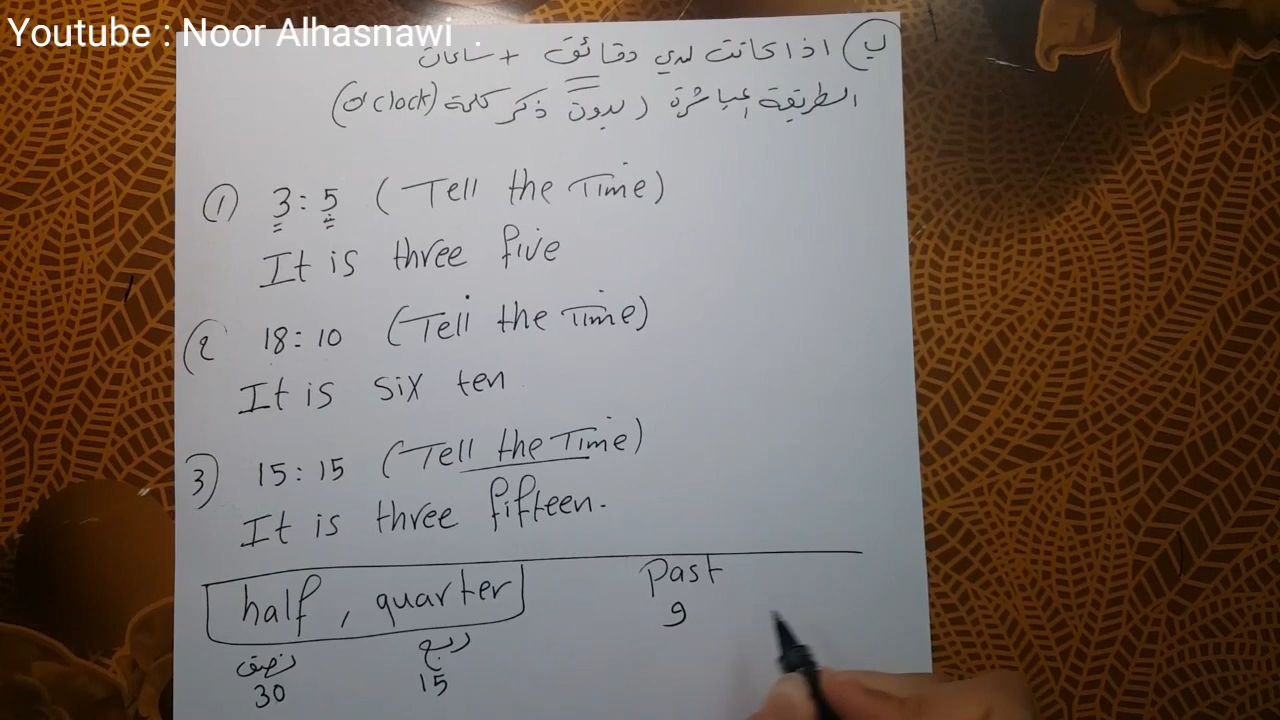 Youtube : Noor Alhasnawi .
ب) اذا كانت لدي دقائق + ساعات
الطريقة المباشرة (بدون ذكر كلمة (o'clock)
① 3:5 (Tell the Time)
It is three five
(2 18:10 (Tell the Time)
It is six ten
3) 15:15 (Tell the Time)
It is three fifteen.
half , quarter past
نصف ربع و
30 15